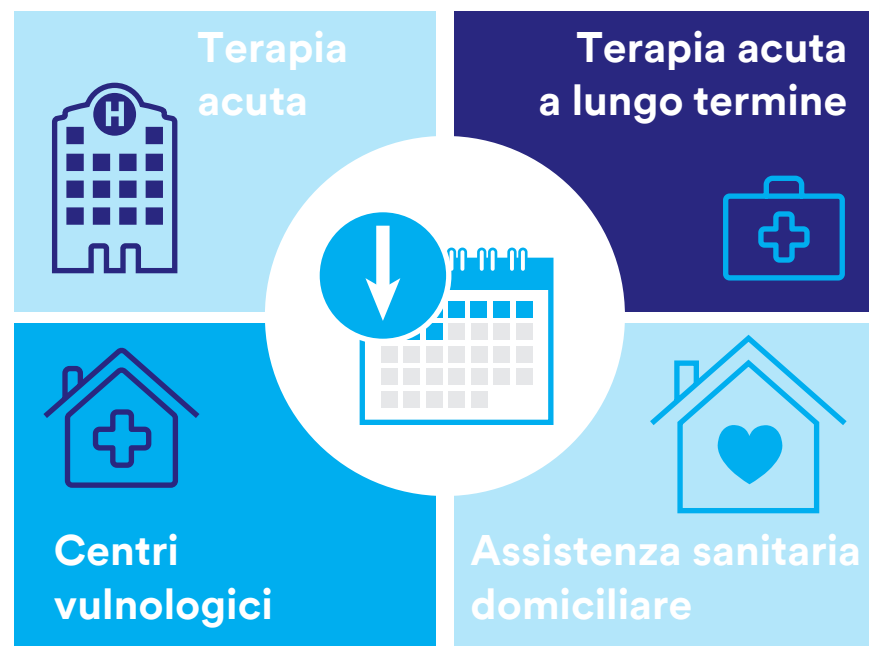 Terapia
acuta
H
Terapia acuta
a lungo termine
Centri
vulnologici
Assistenza sanitaria
domiciliare